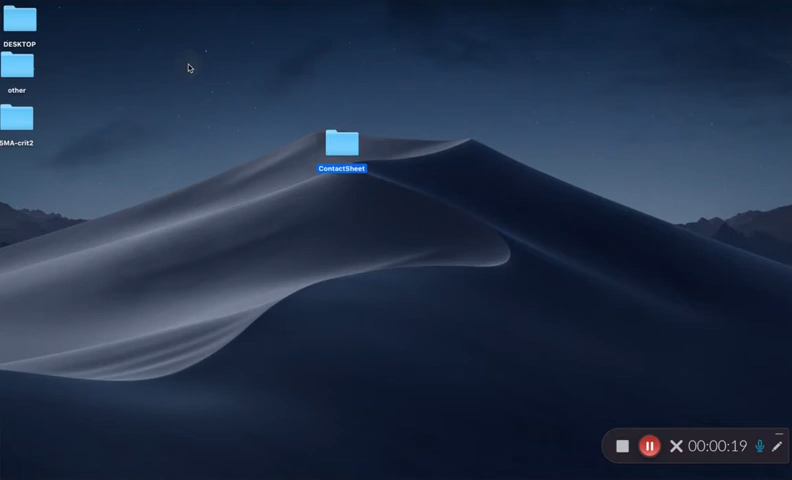 DESKTOP
other
SMA-crit2
ContactSheet
00:00:19